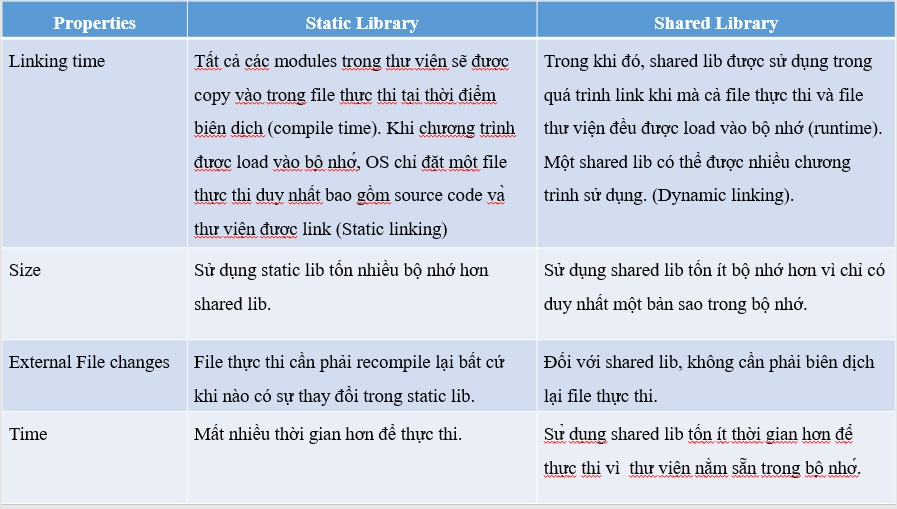 Properties
Static Library
Shared Library
Linking time
Tất cả các modules trong thư viện sẽ được
copy vào trong file thực thi tại thời điểm
biên dịch (compile time). Khi chương trình
được load vào bộ nhớ, OS chỉ đặt một file
thực thi duy nhất bao gồm source code và
thư viện được link (Static linking)
Trong khi đó, shared lib được sử dụng trong
quá trình link khi mà cả file thực thi và file
thư viện đều được load vào bộ nhớ (runtime).
Một shared lib có thể được nhiều chương
trình sử dụng. (Dynamic linking).
Size
Sử dụng static lib tốn nhiều bộ nhớ hơn
shared lib.
Sử dụng shared lib tốn ít bộ nhớ hơn vì chỉ có
duy nhất một bản sao trong bộ nhớ.
External File changes
File thực thi cần phải recompile lại bất cứ
khi nào có sự thay đổi trong static lib.
Đối với shared lib, không cần phải biên dịch
lại file thực thi.
Time
Mất nhiều thời gian hơn để thực thi.
Sử dụng shared lib tốn ít thời gian hơn để
thực thi vì thư viện nằm sẵn trong bộ nhớ.